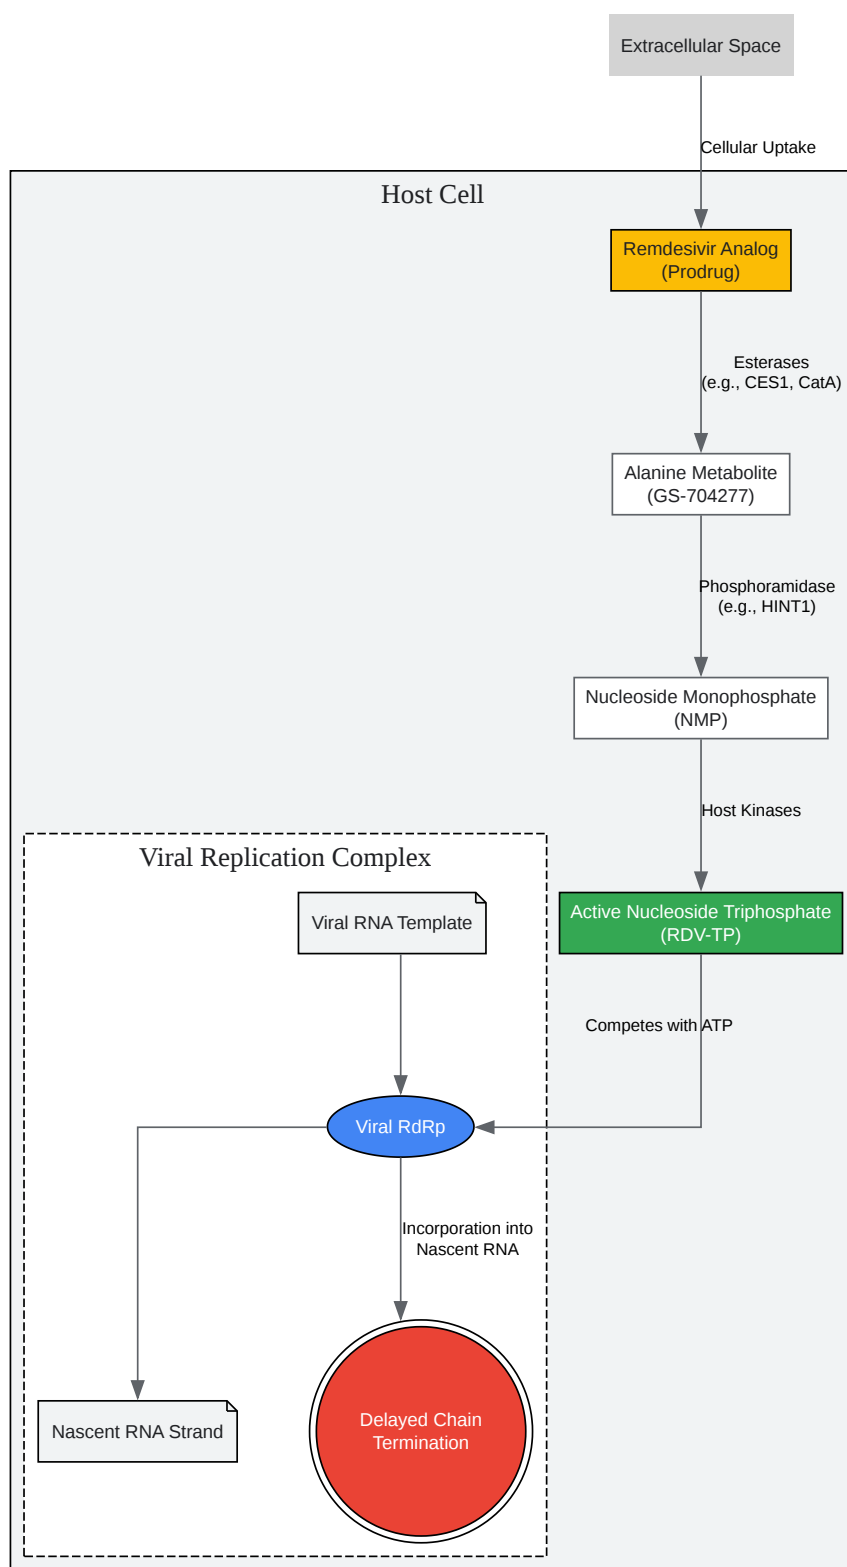 Extracellular Space
Cellular Uptake
Host Cell
Remdesivir Analog
(Prodrug)
Esterases
(e.g., CES1, CatA)
Alanine Metabolite
(GS-704277)
Phosphoramidase
(e.g., HINT1)
Nucleoside Monophosphate
(NMP)
Host Kinases
Viral Replication Complex
Viral RNA Template
Active Nucleoside Triphosphate
(RDV-TP)
Competes with ATP
Viral RdRp
Incorporation into
Nascent RNA
Nascent RNA Strand
Delayed Chain
Termination